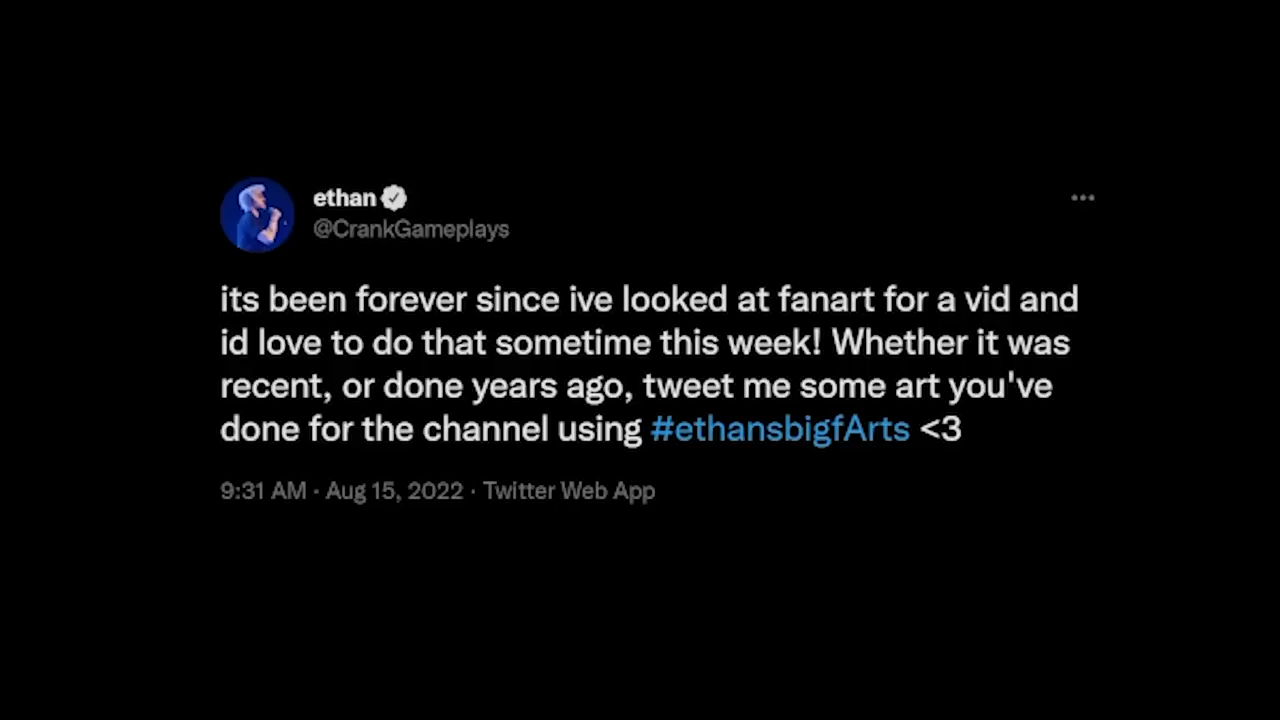 ethan
@CrankGameplays
its been forever since ive looked at fanart for a vid and
id love to do that sometime this week! Whether it was
recent, or done years ago, tweet me some art you've
done for the channel using #ethansbigfArts <3
9:31 AM · Aug 15, 2022 · Twitter Web App